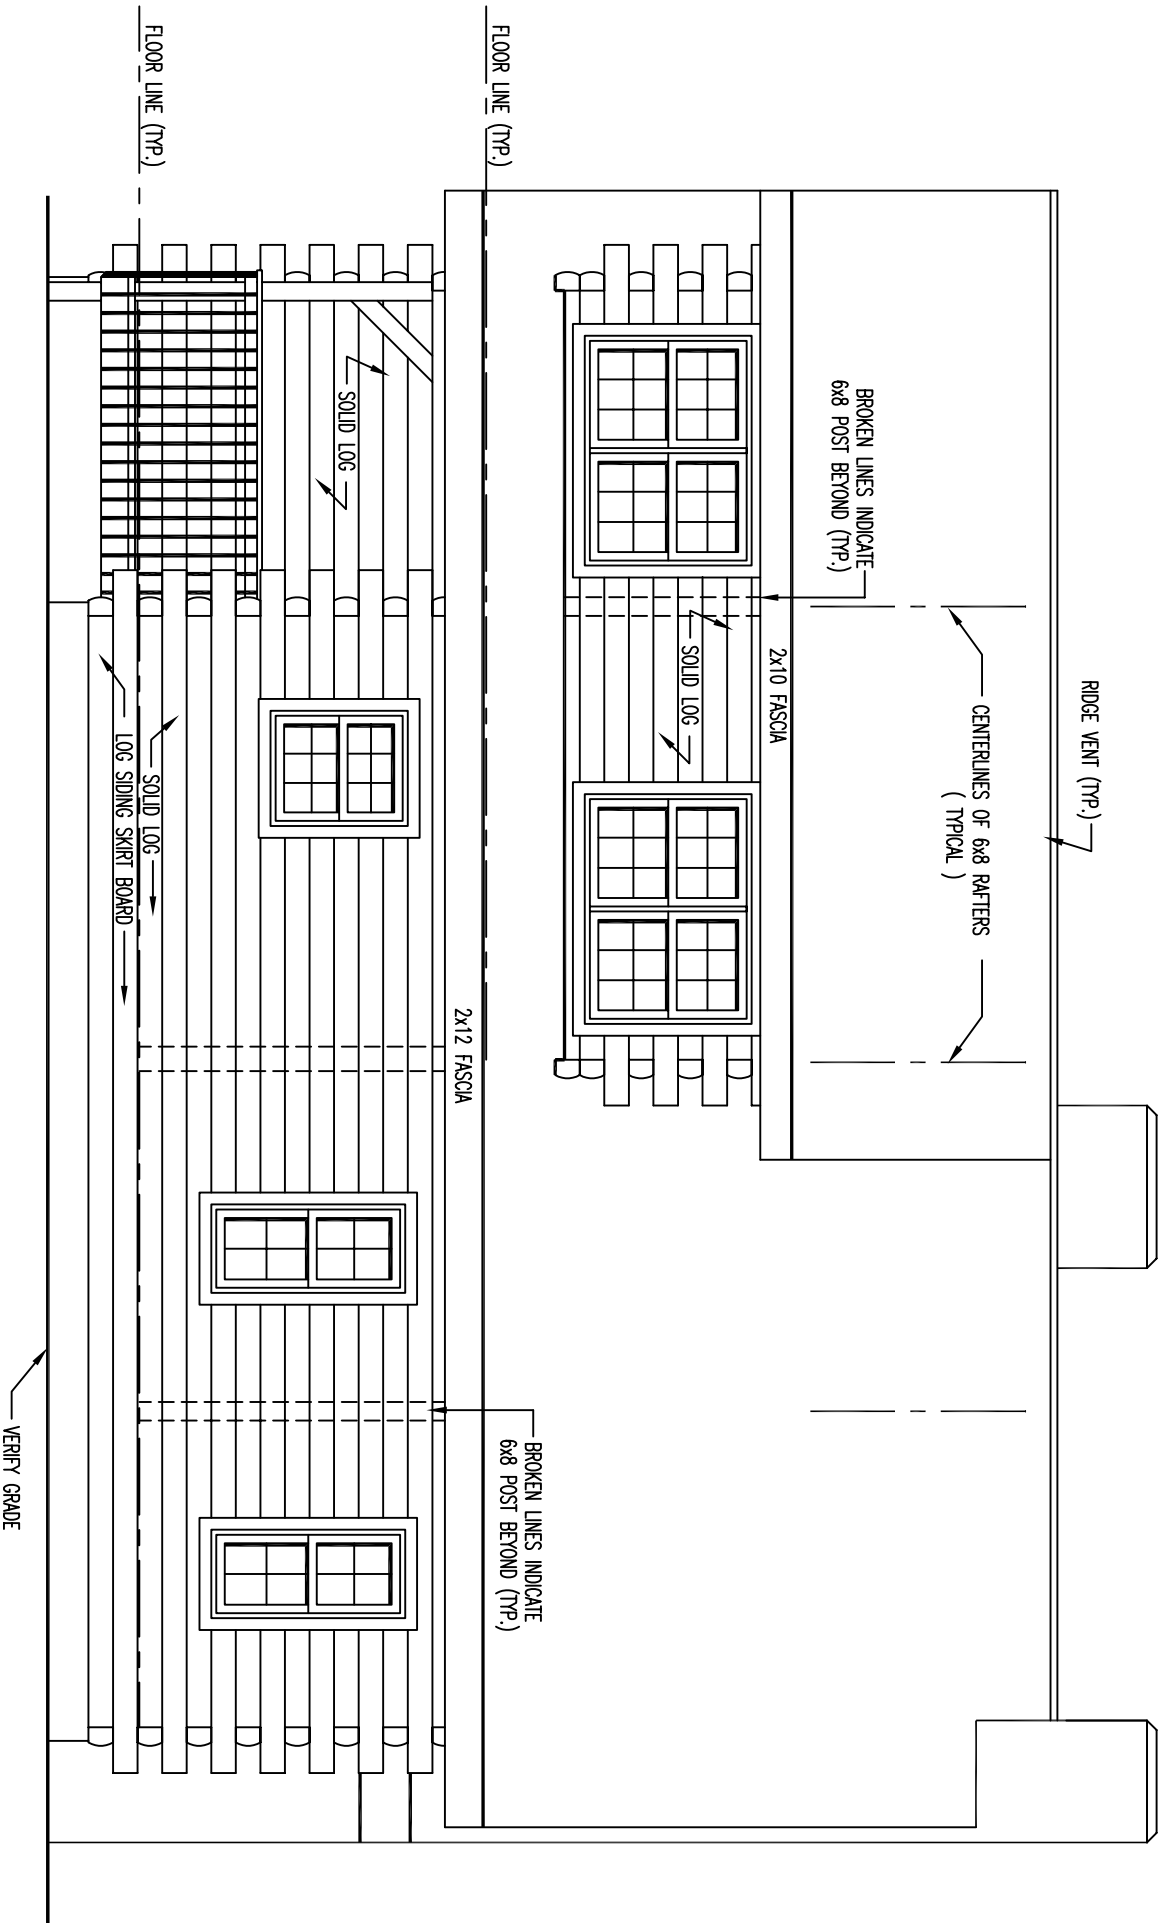 RIDGE VENT (TYP.)
CENTERLINES OF 6x8 RAFTERS
( TYPICAL )
BROKEN LINES INDICATE
6x8 POST BEYOND (TYP.)
2x10 FASCIA
SOLID LOG
FLOOR LINE (TYP.)
BROKEN LINES INDICATE
6x8 POST BEYOND (TYP.)
2x12 FASCIA
SOLID LOG
FLOOR LINE (TYP.)
SOLID LOG
LOG SIDING SKIRT BOARD
VERIFY GRADE